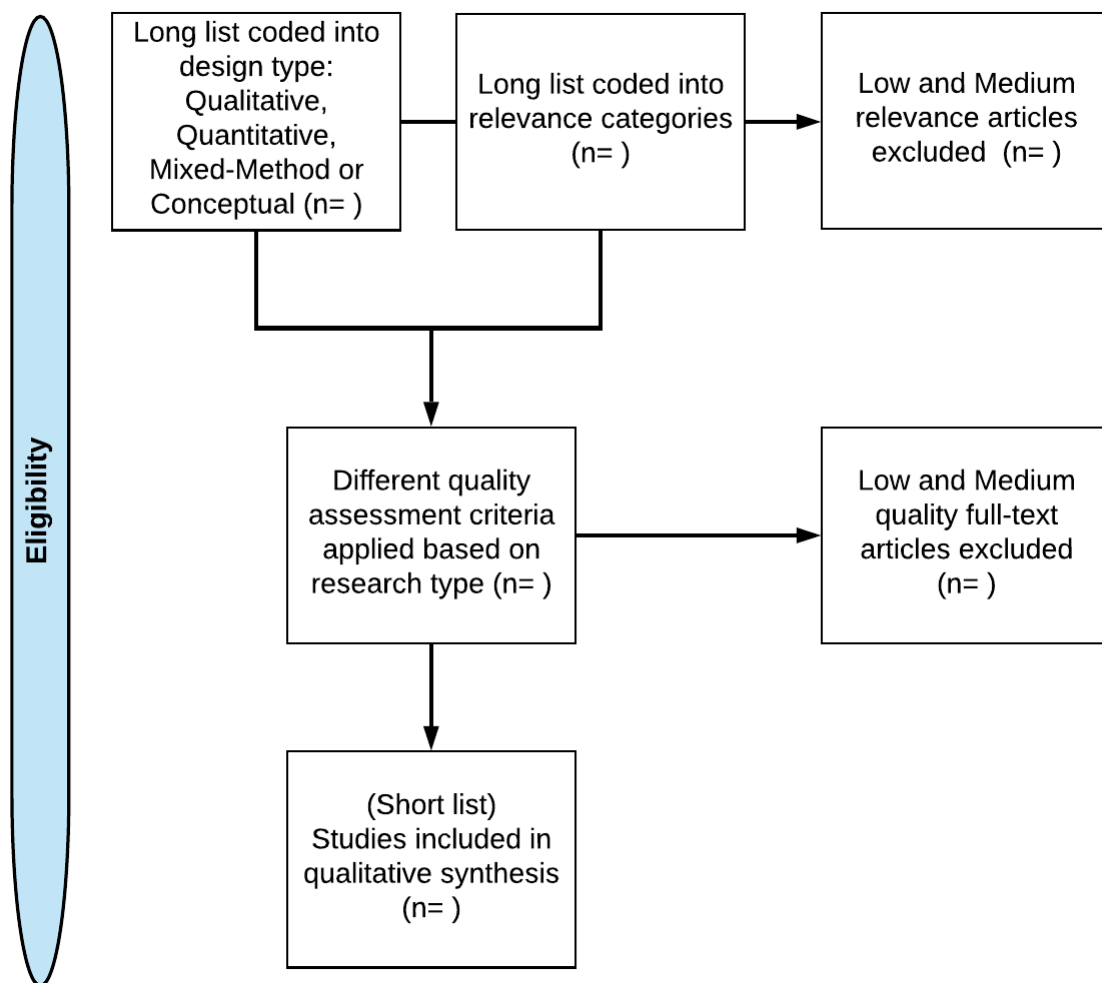 Long list coded into
design type:
Qualitative,
Quantitative,
Mixed-Method or
Conceptual (n= )
Long list coded into
relevance categories
(n= )
Low and Medium
relevance articles
excluded  (n= )
Eligibility
Different quality
assessment criteria
applied based on
research type (n= )
Low and Medium
quality full-text
articles excluded
(n= )
(Short list)
Studies included in
qualitative synthesis
(n= )